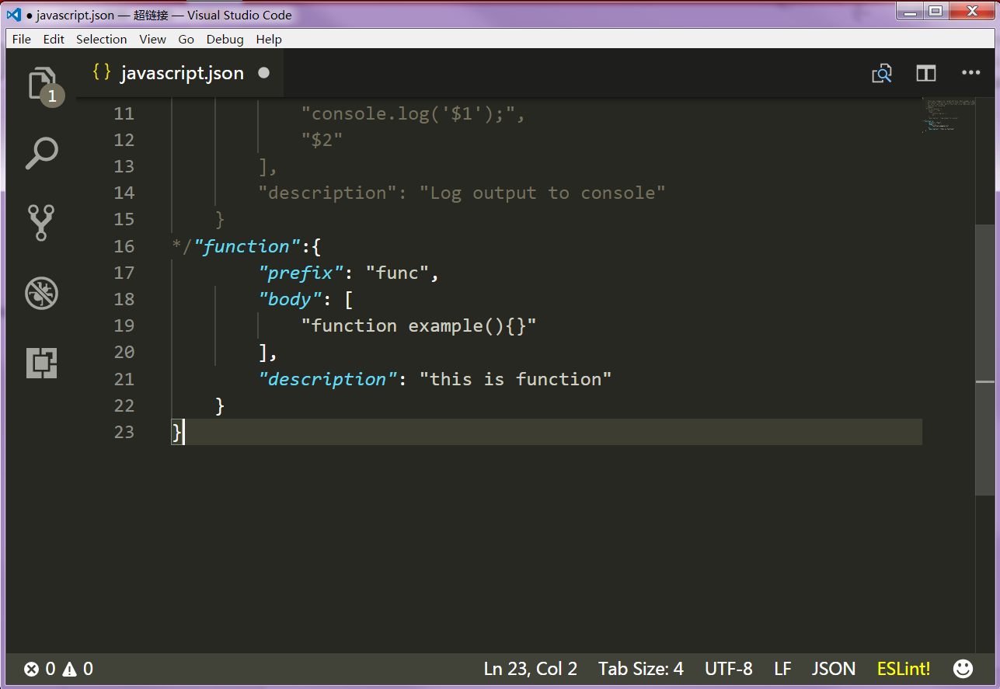 ● javascript.json — 超链接 — Visual Studio Code
File Edit Selection View Go Debug Help
1
{ } javascript.json ●
11 "console.log('$1');",
12 "$2"
13 ],
14 "description": "Log output to console"
15 }
16 */"function":{
17 "prefix": "func",
18 "body": [
19 "function example(){}"
20 ],
21 "description": "this is function"
22 }
23 }
0 0 Ln 23, Col 2 Tab Size: 4 UTF-8 LF JSON ESLint!